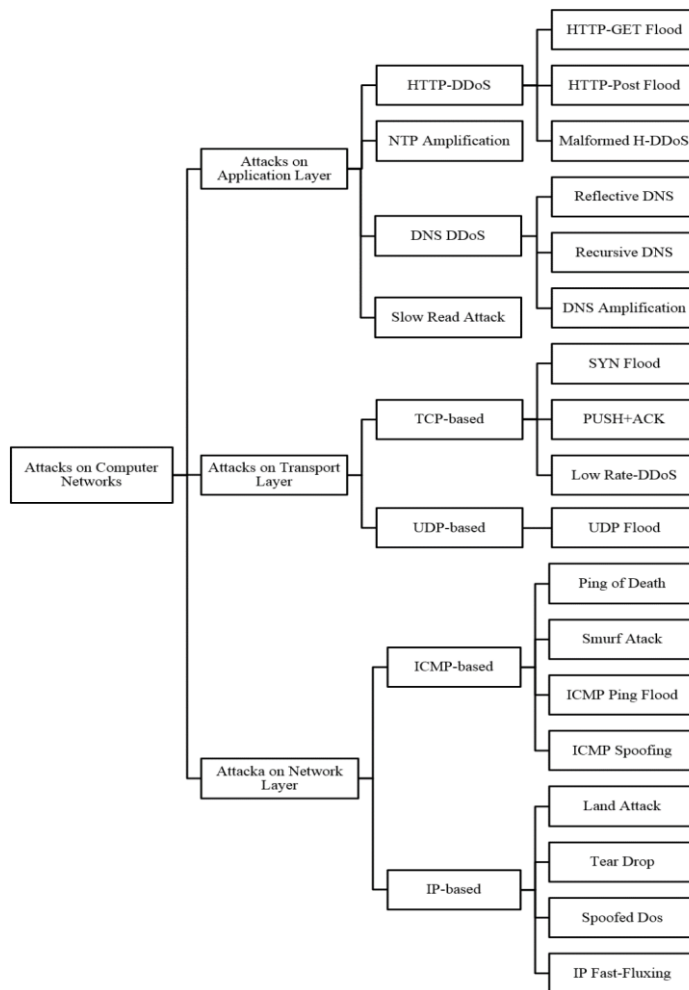 HTTP-GET Flood
HTTP-DDoS
HTTP-Post Flood
NTP Amplification
Malformed H-DDoS
Attacks on
Application Layer
Reflective DNS
DNS DDoS
Recursive DNS
DNS Amplification
Slow Read Attack
SYN Flood
TCP-based
PUSH+ACK
Attacks on Computer
Networks
Attacks on Transport
Layer
Low Rate-DDoS
UDP-based
UDP Flood
Ping of Death
Smurf Atack
ICMP-based
ICMP Ping Flood
ICMP Spoofing
Attacka on Network
Layer
Land Attack
Tear Drop
IP-based
Spoofed Dos
IP Fast-Fluxing